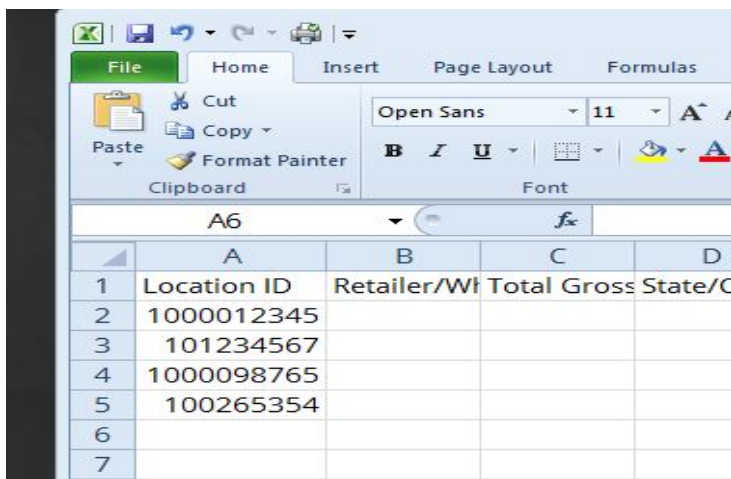 File Home Insert Page Layout Formulas
Cut
Copy
Paste
Format Painter
Open Sans 11 A
B I U A
Clipboard Font
A6 fx
A B C D
1 Location ID Retailer/Wh Total Gross State/C
2 1000012345
3 101234567
4 1000098765
5 100265354
6
7